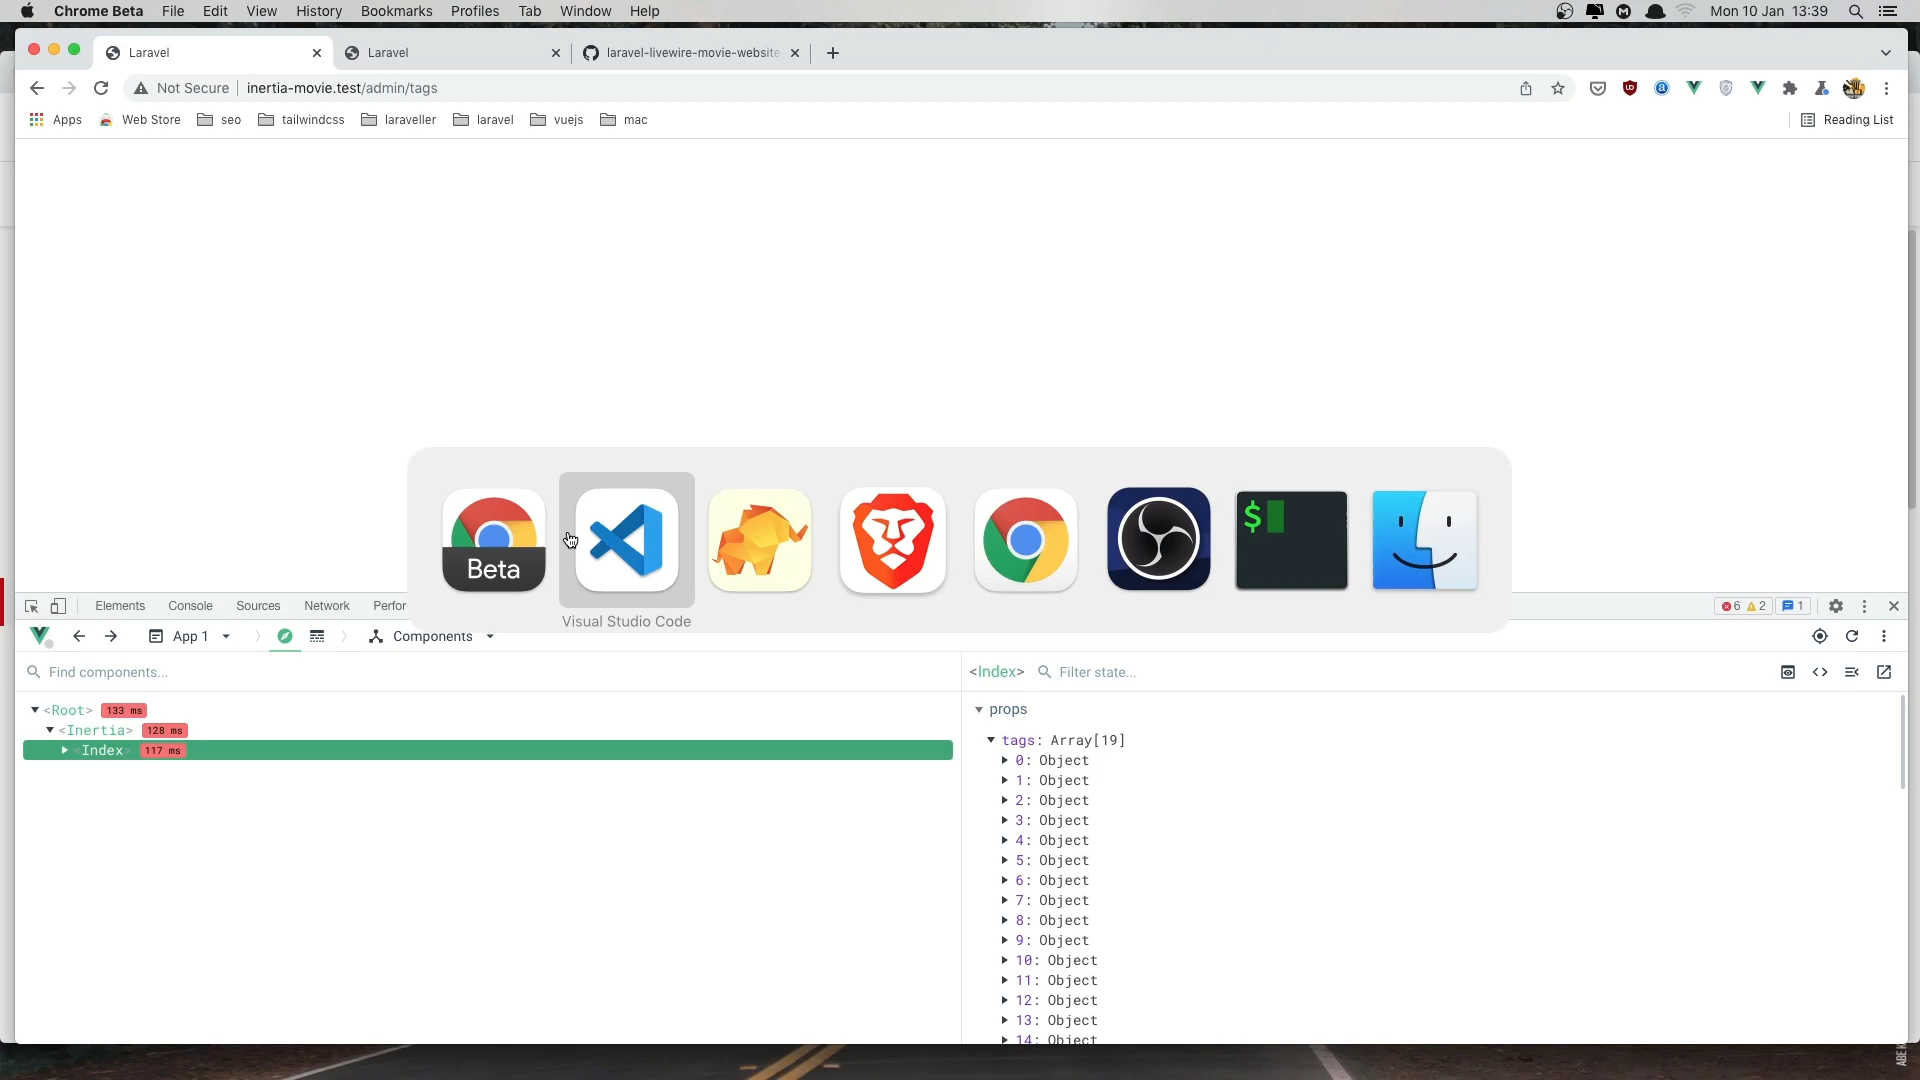 Chrome Beta File Edit View History Bookmarks Profiles Tab Window Help Mon 10 Jan 13:39
Laravel Laravel laravel-livewire-movie-website
Not Secure inertia-movie.test/admin/tags
Apps Web Store seo tailwindcss laraveller laravel vuejs mac Reading List
Beta
$
Visual Studio Code
Elements Console Sources Network Perfor 6 2 1
App 1 Components
Find components... <Index> Filter state...
<Root> 133 ms
<Inertia> 128 ms
<Index> 117 ms
props
tags: Array[19]
0: Object
1: Object
2: Object
3: Object
4: Object
5: Object
6: Object
7: Object
8: Object
9: Object
10: Object
11: Object
12: Object
13: Object
14: Object